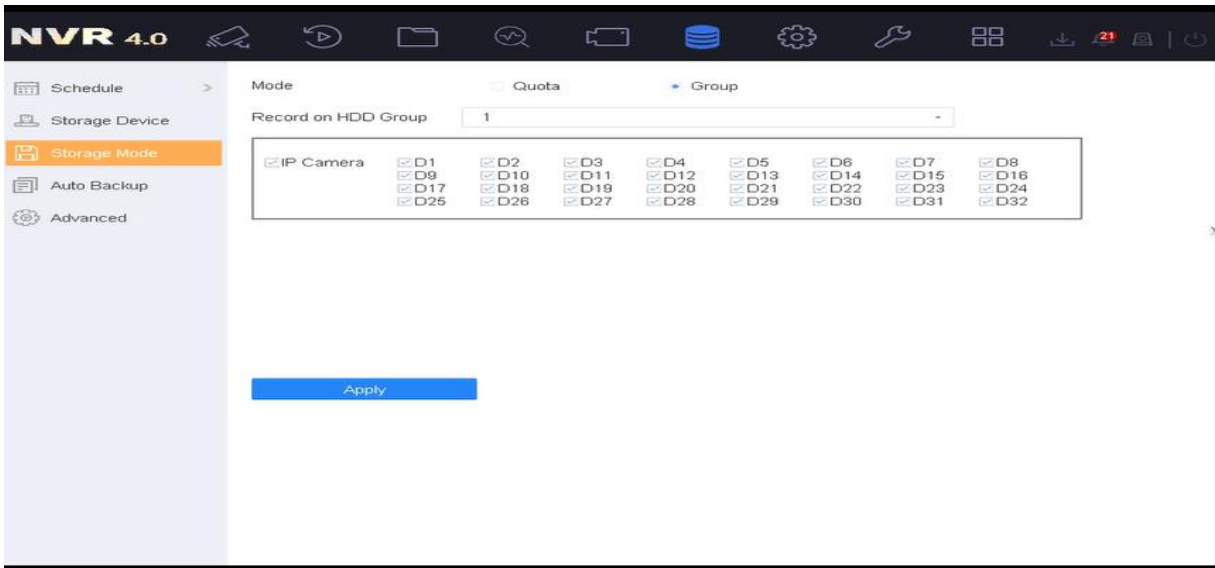 NVR 4.0
21
Schedule
Storage Device
Storage Mode
Auto Backup
Advanced
Mode Quota Group
Record on HDD Group 1
IP Camera D1 D2 D3 D4 D5 D6 D7 D8
D9 D10 D11 D12 D13 D14 D15 D16
D17 D18 D19 D20 D21 D22 D23 D24
D25 D26 D27 D28 D29 D30 D31 D32
Apply